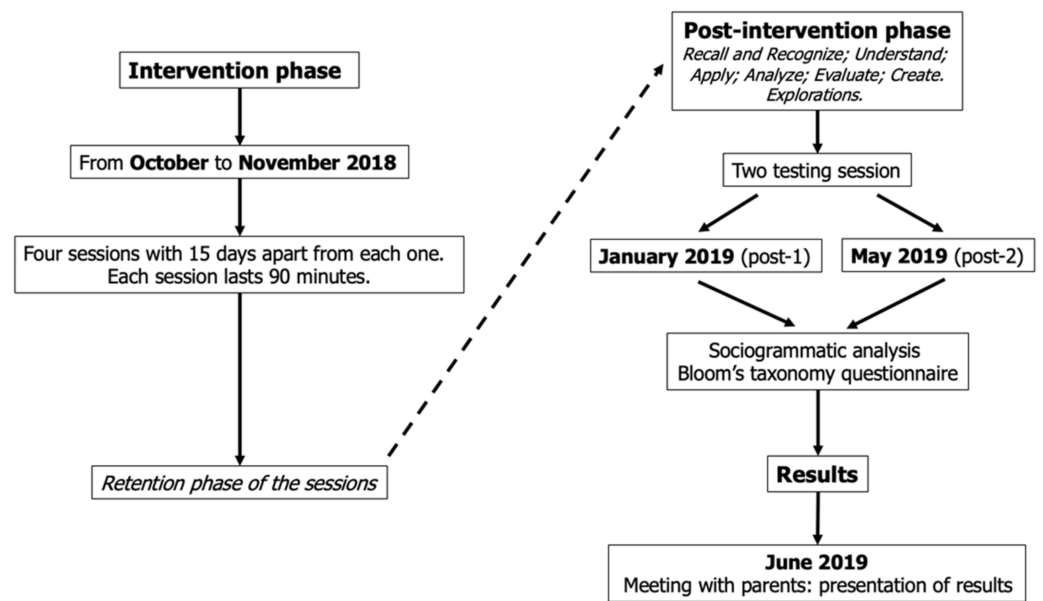 Intervention phase
From October to November 2018
Four sessions with 15 days apart from each one.
Each session lasts 90 minutes.
Retention phase of the sessions
Post-intervention phase
Recall and Recognize; Understand;
Apply; Analyze; Evaluate; Create.
Explorations.
Two testing session
January 2019 (post-1)
May 2019 (post-2)
Sociogrammatic analysis
Bloom’s taxonomy questionnaire
Results
June 2019
Meeting with parents: presentation of results